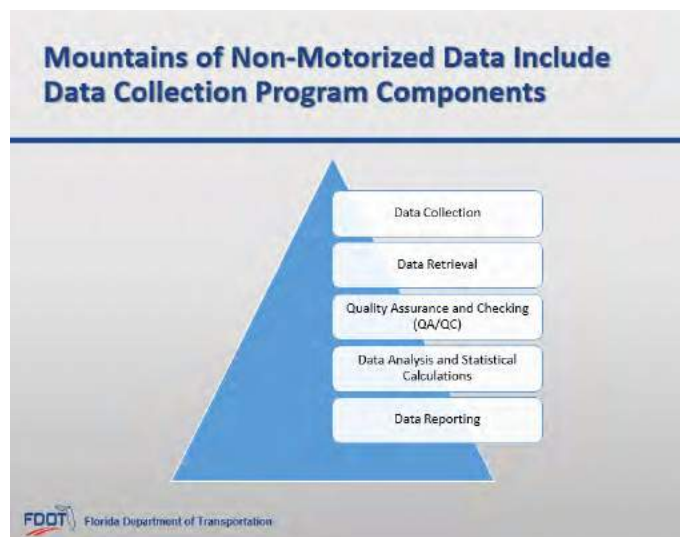 Mountains of Non-Motorized Data Include
Data Collection Program Components
Data Collection
Data Retrieval
Quality Assurance and Checking
(QA/QC)
Data Analysis and Statistical
Calculations
Data Reporting
FDOT Florida Department of Transportation